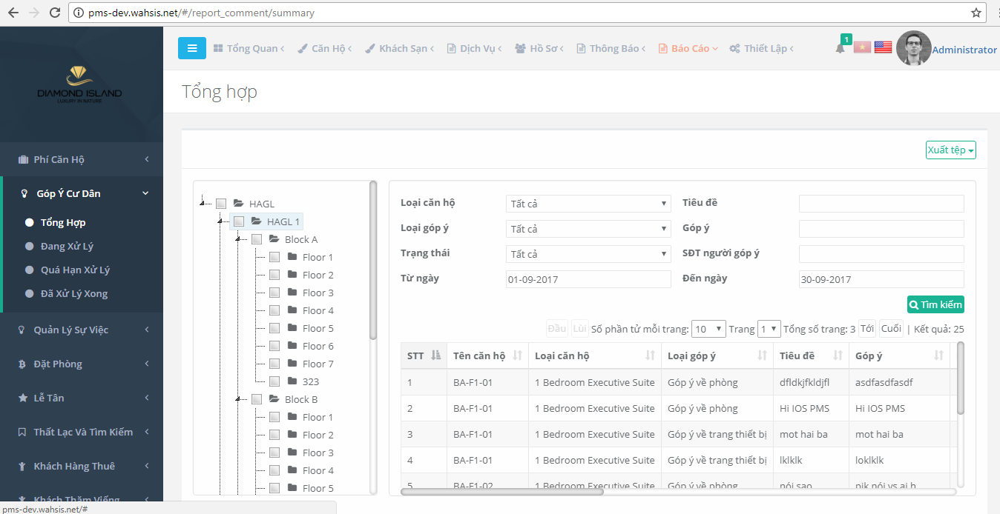 pms-dev.wahsis.net/#/report_comment/summary
DIAMOND ISLAND
LUXURY IN NATURE
Tổng Quan
Căn Hộ
Khách Sạn
Dịch Vụ
Hồ Sơ
Thông Báo
Báo Cáo
Thiết Lập
1
Administrator
Phí Căn Hộ
Góp Ý Cư Dân
Tổng Hợp
Đang Xử Lý
Quá Hạn Xử Lý
Đã Xử Lý Xong
Quản Lý Sự Việc
Đặt Phòng
Lễ Tân
Thất Lạc Và Tìm Kiếm
Khách Hàng Thuê
Khách Thăm Viếng
Tổng hợp
Xuất tệp
HAGL
HAGL 1
Block A
Floor 1
Floor 2
Floor 3
Floor 4
Floor 5
Floor 6
Floor 7
323
Block B
Floor 1
Floor 2
Floor 3
Floor 4
Floor 5
Loại căn hộ Tất cả Tiêu đề
Loại góp ý Tất cả Góp ý
Trạng thái Tất cả SĐT người góp ý
Từ ngày 01-09-2017 Đến ngày 30-09-2017
Tìm kiếm
Đầu Lùi Số phần tử mỗi trang: 10 Trang 1 Tổng số trang: 3 Tới Cuối | Kết quả: 25
STT Tên căn hộ Loại căn hộ Loại góp ý Tiêu đề Góp ý
1 BA-F1-01 1 Bedroom Executive Suite Góp ý về phòng dfldkjfkldjfl asdfasdfasdf
2 BA-F1-01 1 Bedroom Executive Suite Góp ý về phòng Hi IOS PMS Hi IOS PMS
3 BA-F1-01 1 Bedroom Executive Suite Góp ý về trang thiết bị mot hai ba mot hai ba
4 BA-F1-01 1 Bedroom Executive Suite Góp ý về trang thiết bị lklklk loklklk
5 BA-F1-02 1 Bedroom Executive Suite Góp ý về phòng nói sao
pms-dev.wahsis.net/#